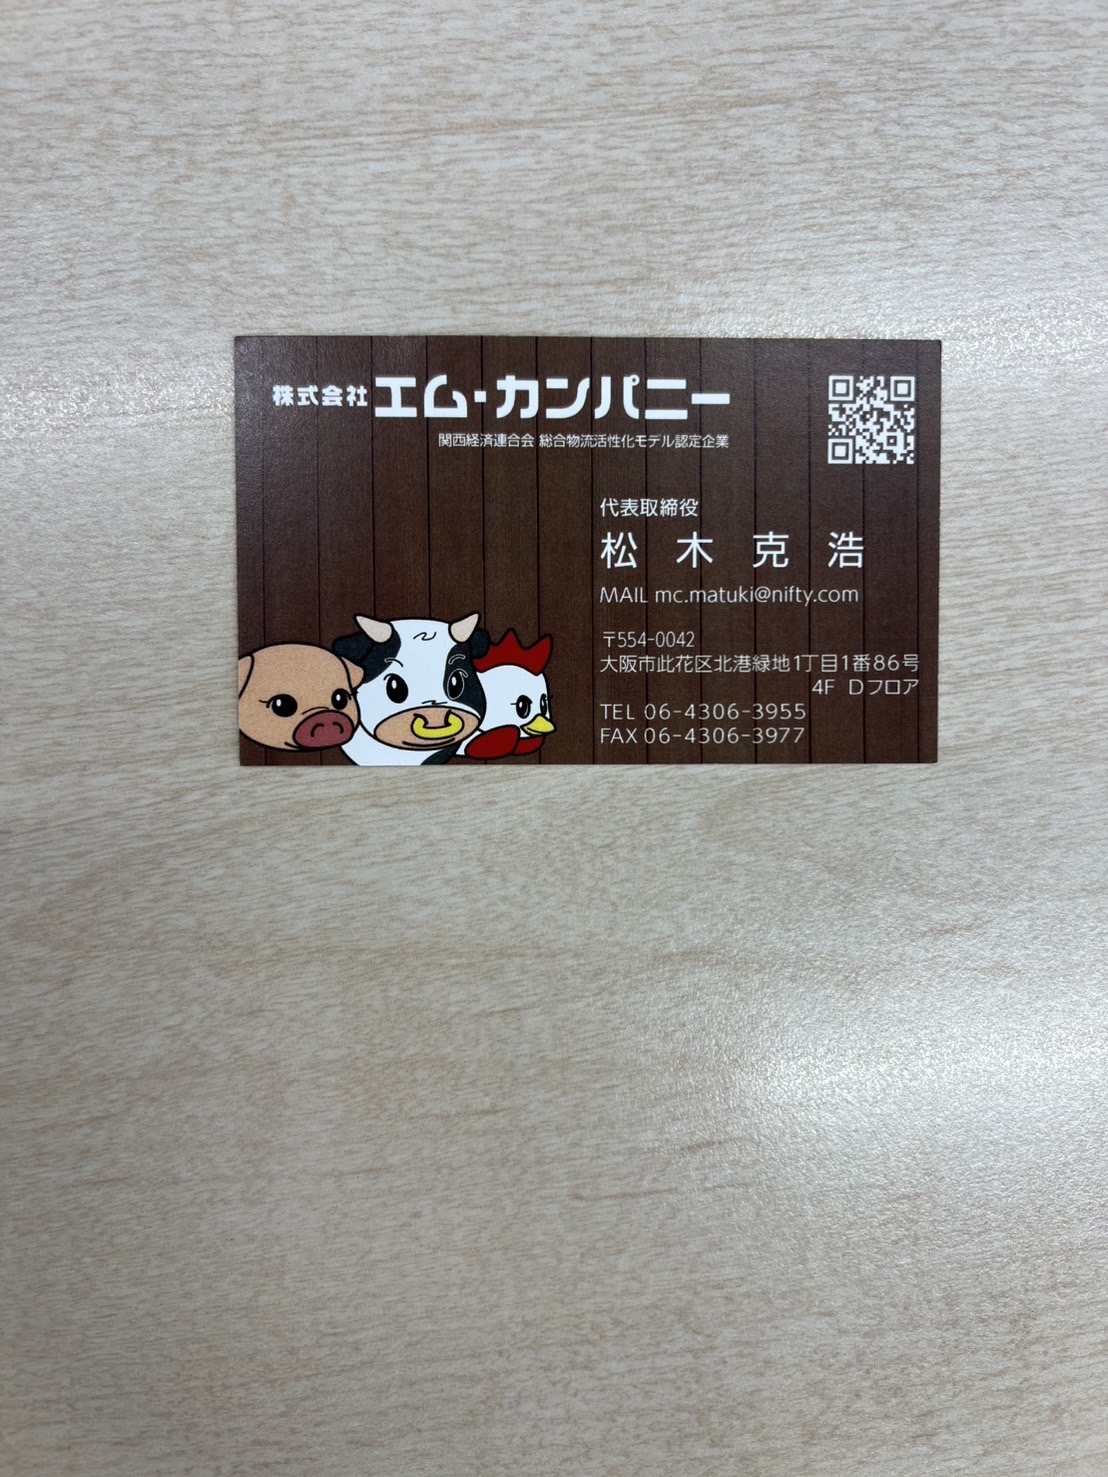 株式会社 エム・カンパニー
関西経済連合会 総合物流活性化モデル認定企業
代表取締役
松木克浩
MAIL mc.matuki@nifty.com
〒554-0042
大阪市此花区北港緑地1丁目1番86号
4F Dフロア
TEL 06-4306-3955
FAX 06-4306-3977